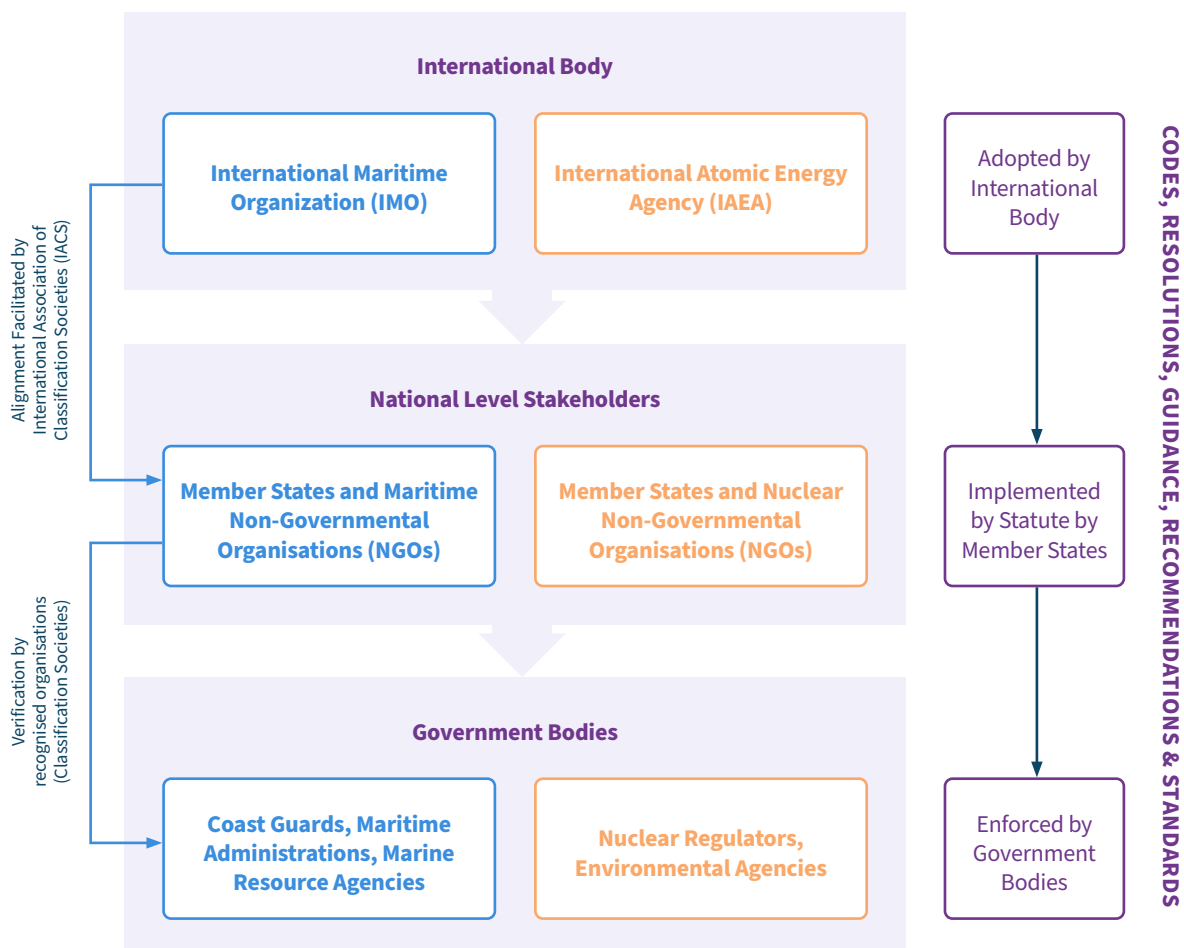 International Body
International Maritime
Organization (IMO)
International Atomic Energy
Agency (IAEA)
Adopted by
International
Body
Alignment Facilitated by
International Association of
Classification Societies (IACS)
National Level Stakeholders
Member States and Maritime
Non-Governmental
Organisations (NGOs)
Member States and Nuclear
Non-Governmental
Organisations (NGOs)
Implemented
by Statute by
Member States
Verification by
recognised organisations
(Classification Societies)
Government Bodies
Coast Guards, Maritime
Administrations, Marine
Resource Agencies
Nuclear Regulators,
Environmental Agencies
Enforced by
Government
Bodies
CODES, RESOLUTIONS, GUIDANCE, RECOMMENDATIONS & STANDARDS